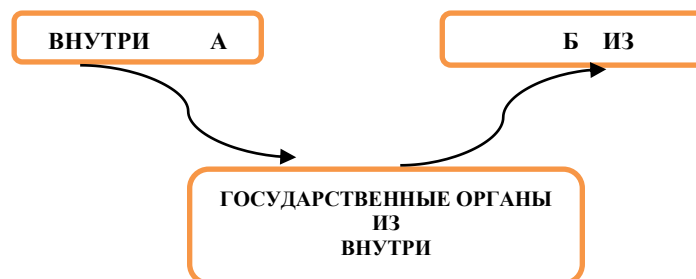 ВНУТРИ А
Б ИЗ
ГОСУДАРСТВЕННЫЕ ОРГАНЫ
ИЗ
ВНУТРИ